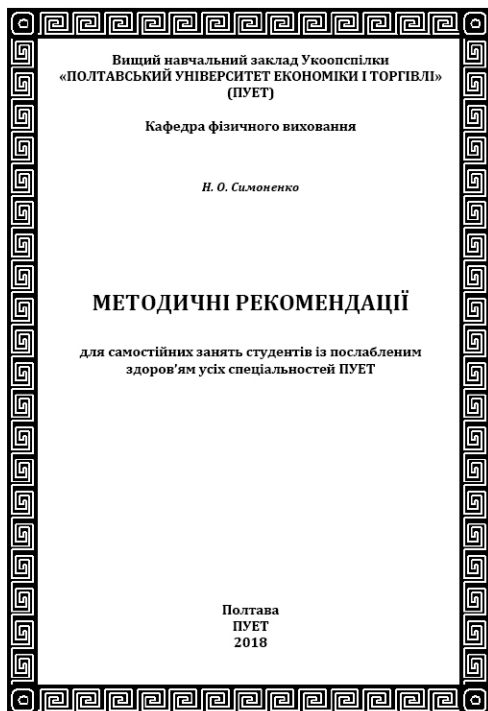 Вищий навчальний заклад Укоопспілки
«ПОЛТАВСЬКИЙ УНІВЕРСИТЕТ ЕКОНОМІКИ І ТОРГІВЛІ»
(ПУЕТ)
Кафедра фізичного виховання
Н. О. Симоненко
МЕТОДИЧНІ РЕКОМЕНДАЦІЇ
для самостійних занять студентів із послабленим
здоров’ям усіх спеціальностей ПУЕТ
Полтава
ПУЕТ
2018